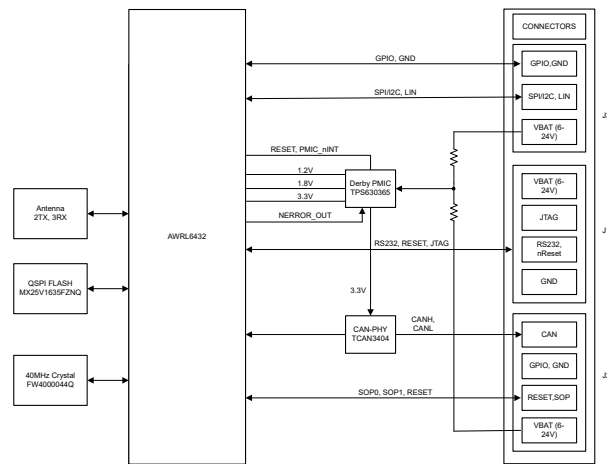 CONNECTORS
GPIO, GND
GPIO,GND
SPI/I2C, LIN
SPI/I2C, LIN
VBAT (6-
24V)
RESET, PMIC_nINT
1.2V
1.8V
3.3V
NERROR_OUT
Derby PMIC
TPS630365
VBAT (6-
24V)
JTAG
RS232,
nReset
GND
J1
Antenna
2TX, 3RX
AWRL6432
RS232, RESET, JTAG
QSPI FLASH
MX25V1635FZNQ
3.3V
CAN-PHY
TCAN3404
CANH,
CANL
CAN
GPIO, GND
40MHz Crystal
FW4000044Q
SOP0, SOP1, RESET
RESET,SOP
VBAT (6-
24V)